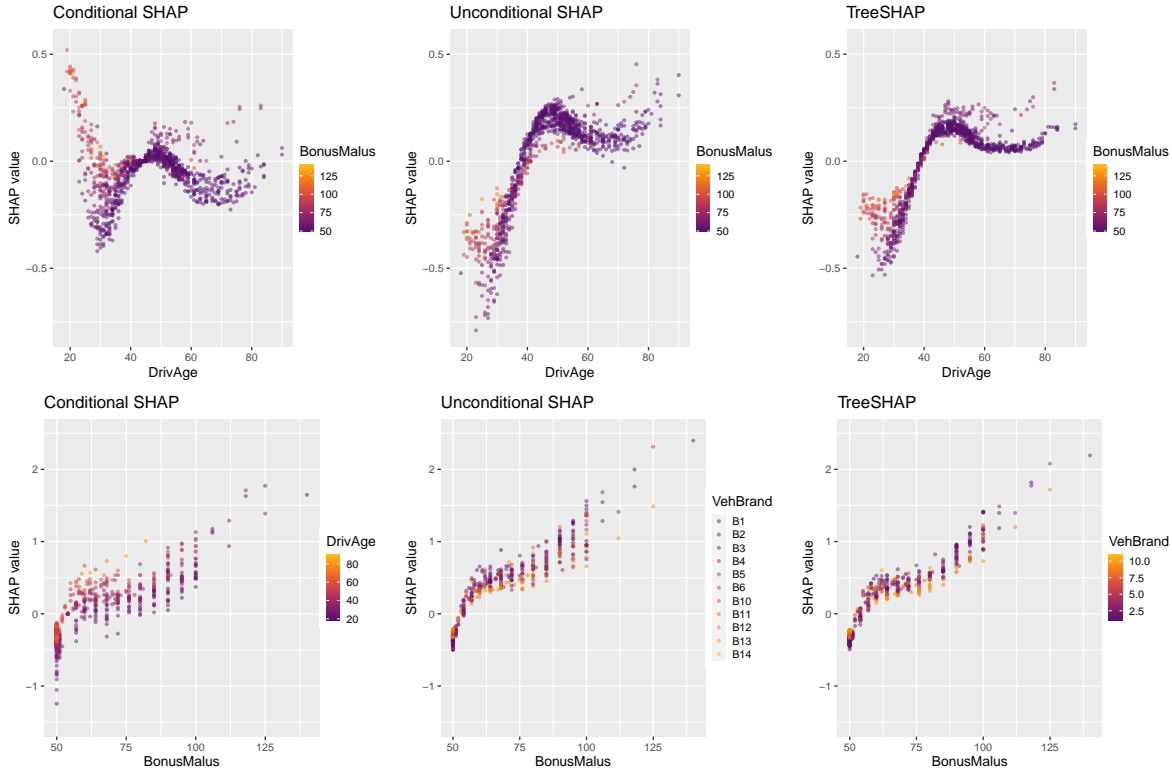 Conditional SHAP
Unconditional SHAP
TreeSHAP
SHAP value
0.5
0.0
−0.5
20 40 60 80
DrivAge
BonusMalus
125
100
75
50
SHAP value
0.5
0.0
−0.5
20 40 60 80
DrivAge
BonusMalus
125
100
75
50
SHAP value
0.5
0.0
−0.5
20 40 60 80
DrivAge
BonusMalus
125
100
75
50
Conditional SHAP
Unconditional SHAP
TreeSHAP
SHAP value
2
1
0
−1
50 75 100 125
BonusMalus
DrivAge
80
60
40
20
SHAP value
2
1
0
−1
50 75 100 125
BonusMalus
VehBrand
B1
B2
B3
B4
B5
B6
B10
B11
B12
B13
B14
SHAP value
2
1
0
−1
50 75 100 125
BonusMalus
VehBrand
10.0
7.5
5.0
2.5